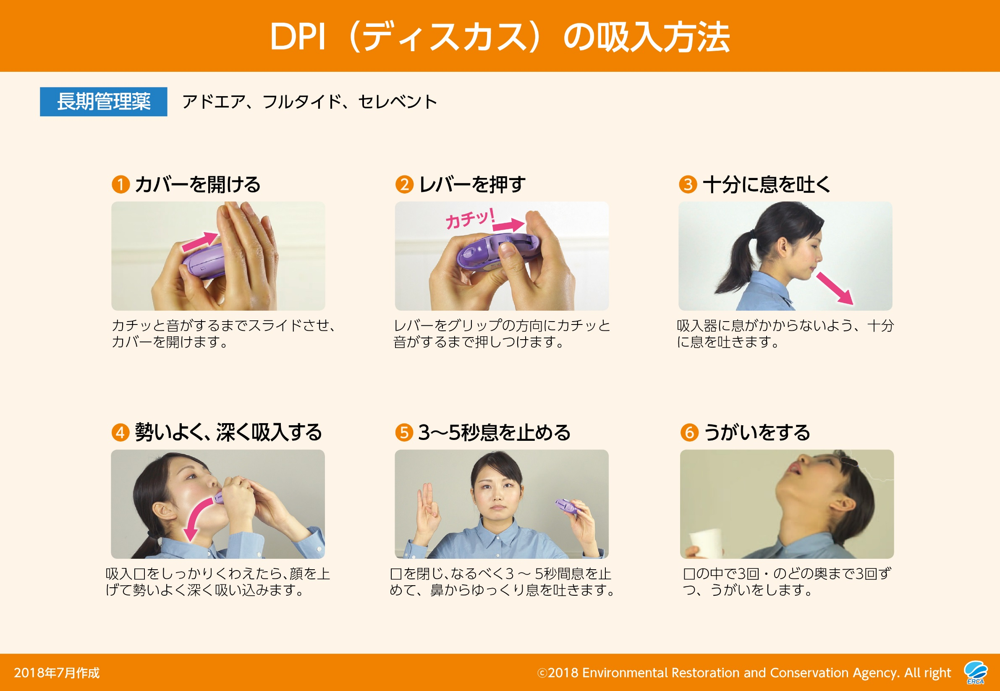 DPI（ディスカス）の吸入方法
長期管理薬 アドエア、フルタイド、セレベント
1 カバーを開ける
カチッと音がするまでスライドさせ、
カバーを開けます。
2 レバーを押す
カチッ!
レバーをグリップの方向にカチッと
音がするまで押しつけます。
3 十分に息を吐く
吸入器に息がかからないよう、十分
に息を吐きます。
4 勢いよく、深く吸入する
吸入口をしっかりくわえたら、顔を上
げて勢いよく深く吸い込みます。
5 3〜5秒息を止める
口を閉じ、なるべく3 〜 5秒間息を止
めて、鼻からゆっくり息を吐きます。
6 うがいをする
口の中で3回・のどの奥まで3回ず
つ、うがいをします。
2018年7月作成
©2018 Environmental Restoration and Conservation Agency. All right
ERCA